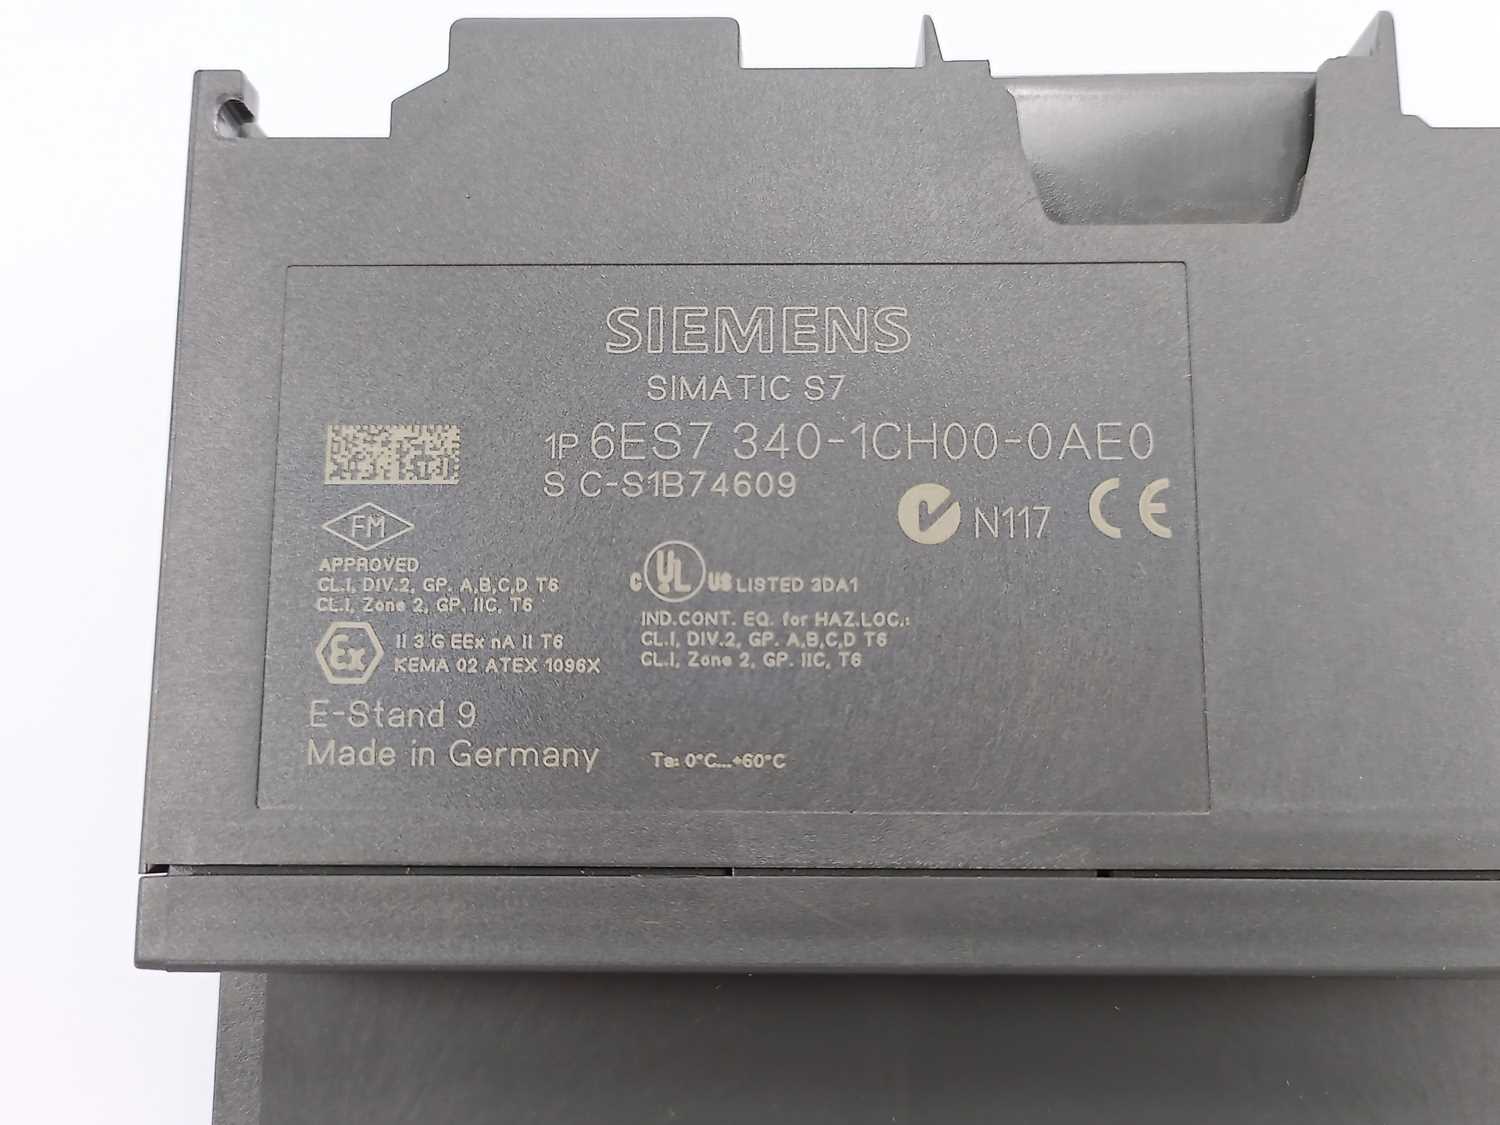 SIEMENS
SIMATIC S7
1P 6ES7 340-1CH00-0AE0
S C-S1B74609
N117 CE
FM
APPROVED
CL.I, DIV.2, GP. A,B,C,D T6
CL.I, Zone 2, GP. IIC, T6
Ex II 3 G EEx nA II T6
KEMA 02 ATEX 1096X
C UL US LISTED 3DA1
IND.CONT. EQ. for HAZ.LOC.:
CL.I, DIV.2, GP. A,B,C,D T6
CL.I, Zone 2, GP. IIC, T6
E-Stand 9
Made in Germany
Ta: 0°C...+60°C